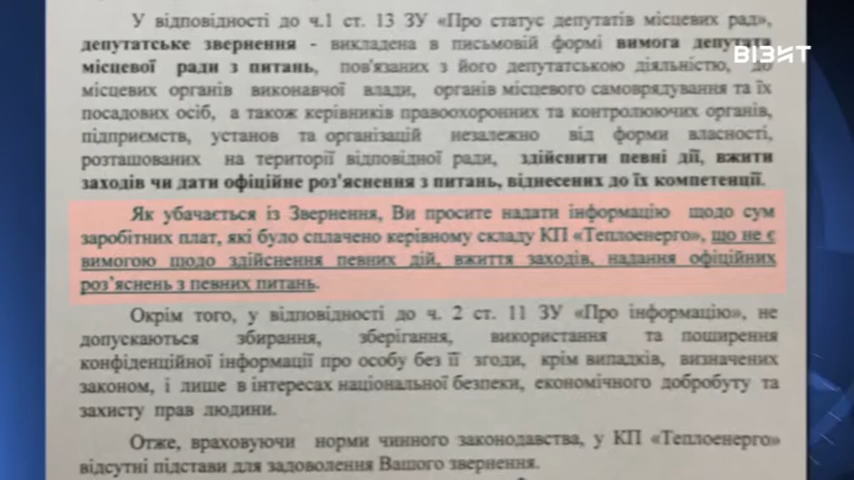 ВІЗИТ
У відповідності до ч.1 ст. 13 ЗУ «Про статус депутатів місцевих рад»,
депутатське звернення - викладена в письмовій формі вимога депутата
місцевої ради з питань, пов'язаних з його депутатською діяльністю, до
місцевих органів виконавчої влади, органів місцевого самоврядування та їх
посадових осіб, а також керівників правоохоронних та контролюючих органів,
підприємств, установ та організацій незалежно від форми власності,
розташованих на території відповідної ради, здійснити певні дії, вжити
заходів чи дати офіційне роз'яснення з питань, віднесених до їх компетенції.
Як убачається із Звернення, Ви просите надати інформацію щодо сум
заробітних плат, які було сплачено керівному складу КП «Теплоенерго», що не є
вимогою щодо здійснення певних дій, вжиття заходів, надання офіційних
роз'яснень з певних питань.
Окрім того, у відповідності до ч. 2 ст. 11 ЗУ «Про інформацію», не
допускаються збирання, зберігання, використання та поширення
конфіденційної інформації про особу без її згоди, крім випадків, визначених
законом, і лише в інтересах національної безпеки, економічного добробуту та
захисту прав людини.
Отже, враховуючи норми чинного законодавства, у КП «Теплоенерго»
відсутні підстави для задоволення Вашого звернення.